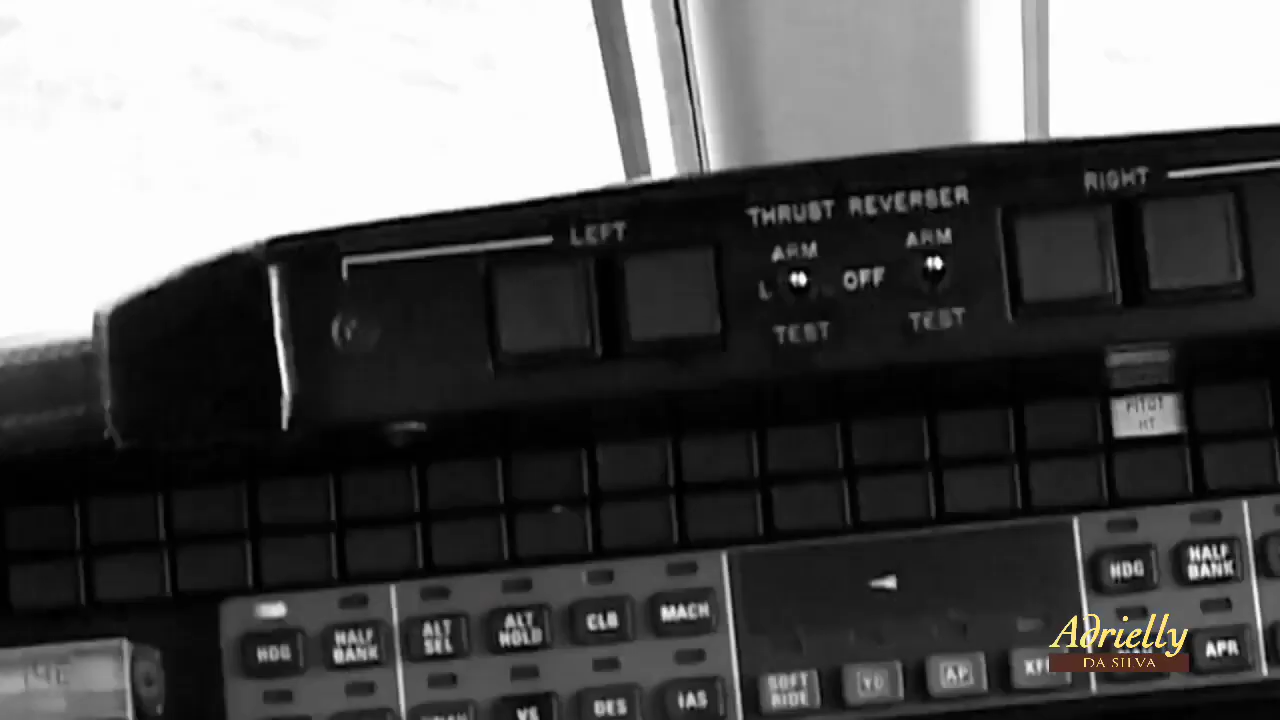 LEFT
THRUST REVERSER
RIGHT
ARM
ARM
L
OFF
TEST
TEST
PITOT
HT
HDG
HALF
BANK
ALT
SEL
ALT
HOLD
CLB
MACH
VS
DES
IAS
SOFT
RIDE
YD
AP
HDG
HALF
BANK
APR
Adrielly
DA SILVA